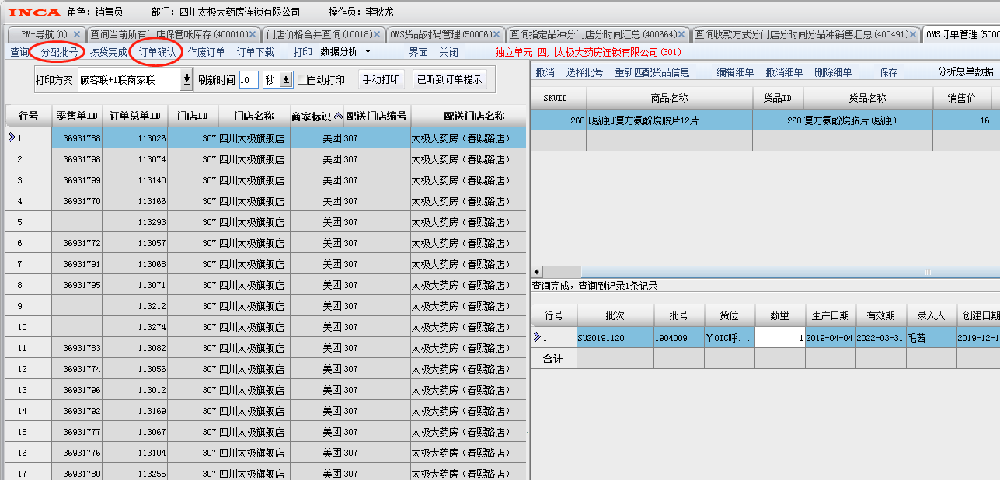 INCA 角色: 销售员 部门: 四川太极大药房连锁有限公司 操作员: 李秋龙
PM-导航(0) × 查询当前所有门店保管帐库存(400010) × 门店价格合并查询(10018) × OMS货品对码管理(50006) × 查询指定品种分门店分时间汇总(400664) × 查询收款方式分门店分时间分品种销售汇总(400491) × OMS订单管理(500
查询 分配批号 拣货完成 订单确认 作废订单 订单下载 打印 数据分析 界面 关闭 独立单元:四川太极大药房连锁有限公司(301)
打印方案: 顾客联+1联商家联 刷新时间 10 秒 自动打印 手动打印 已听到订单提示
行号 零售单ID 订单总单ID 门店ID 门店名称 商家标识 配送门店编号 配送门店名称
1 36931788 113026 307 四川太极旗舰店 美团 307 太极大药房（春熙路店）
2 36931798 113074 307 四川太极旗舰店 美团 307 太极大药房（春熙路店）
3 36931799 113140 307 四川太极旗舰店 美团 307 太极大药房（春熙路店）
4 36931770 113166 307 四川太极旗舰店 美团 307 太极大药房（春熙路店）
5 113293 307 四川太极旗舰店 美团 307 太极大药房（春熙路店）
6 36931772 113057 307 四川太极旗舰店 美团 307 太极大药房（春熙路店）
7 36931791 113068 307 四川太极旗舰店 美团 307 太极大药房（春熙路店）
8 36931795 113071 307 四川太极旗舰店 美团 307 太极大药房（春熙路店）
9 113212 307 四川太极旗舰店 美团 307 太极大药房（春熙路店）
10 113274 307 四川太极旗舰店 美团 307 太极大药房（春熙路店）
11 36931783 113082 307 四川太极旗舰店 美团 307 太极大药房（春熙路店）
12 36931774 113056 307 四川太极旗舰店 美团 307 太极大药房（春熙路店）
13 36931796 113012 307 四川太极旗舰店 美团 307 太极大药房（春熙路店）
14 36931792 113169 307 四川太极旗舰店 美团 307 太极大药房（春熙路店）
15 36931777 113067 307 四川太极旗舰店 美团 307 太极大药房（春熙路店）
16 36931776 113104 307 四川太极旗舰店 美团 307 太极大药房（春熙路店）
17 36931780 113255 307 四川太极旗舰店 美团 307 太极大药房（春熙路店）
撤消 选择批号 重新匹配货品信息 编辑细单 撤消细单 删除细单 保存 分析总单数据
SKUID 商品名称 货品ID 货品名称 销售价
260 [感康]复方氨酚烷胺片12片 260 复方氨酚烷胺片(感康) 16
查询完成，查询到记录1条记录
行号 批次 批号 货位 数量 生产日期 有效期 录入人 创建日期
1 SU20191120 1904009 ￥OTC呼... 1 2019-04-04 2022-03-31 毛茜 2019-12-1
合计